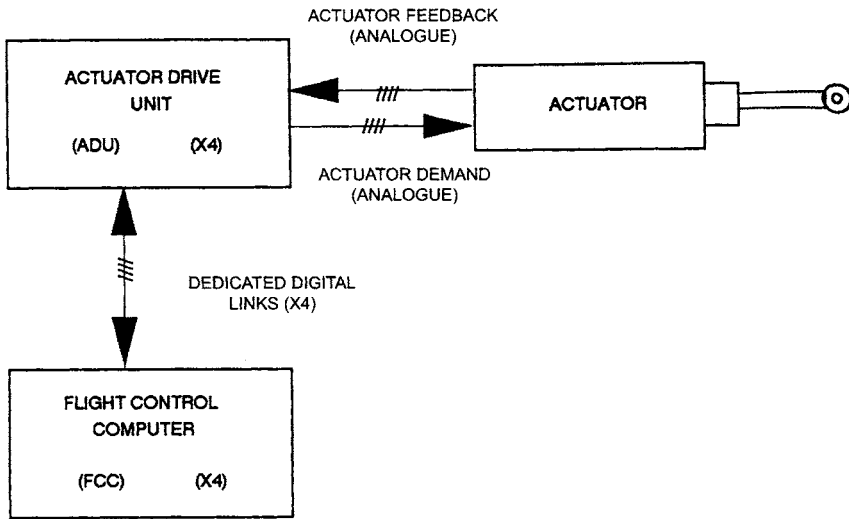 ACTUATOR FEEDBACK
(ANALOGUE)
ACTUATOR DRIVE
UNIT
(ADU) (X4)
ACTUATOR
ACTUATOR DEMAND
(ANALOGUE)
DEDICATED DIGITAL
LINKS (X4)
FLIGHT CONTROL
COMPUTER
(FCC) (X4)